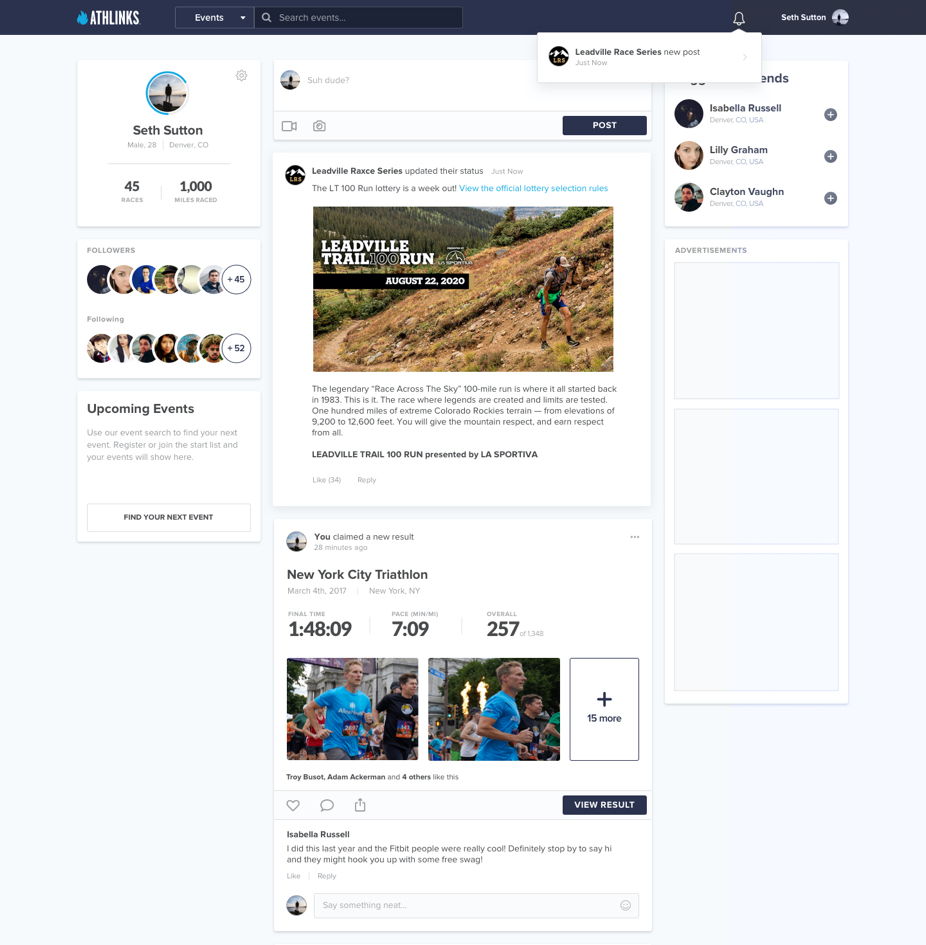 ATHLINKS
Events
Search events...
Seth Sutton
Leadville Race Series new post
Just Now
LRS
Seth Sutton
Male, 28
Denver, CO
45
RACES
1,000
MILES RACED
FOLLOWERS
+ 45
Following
+ 52
Upcoming Events
Use our event search to find your next
event. Register or join the start list and
your events will show here.
FIND YOUR NEXT EVENT
Suh dude?
POST
LRS
Leadville Raxce Series updated their status Just Now
The LT 100 Run lottery is a week out! View the official lottery selection rules
LEADVILLE
TRAIL100RUN
LA SPORTIVA
AUGUST 22, 2020
The legendary “Race Across The Sky” 100-mile run is where it all started back
in 1983. This is it. The race where legends are created and limits are tested.
One hundred miles of extreme Colorado Rockies terrain — from elevations of
9,200 to 12,600 feet. You will give the mountain respect, and earn respect
from all.
LEADVILLE TRAIL 100 RUN presented by LA SPORTIVA
Like (34)
Reply
You claimed a new result
28 minutes ago
New York City Triathlon
March 4th, 2017
New York, NY
FINAL TIME
1:48:09
PACE (MIN/MI)
7:09
OVERALL
257 of 1,348
15 more
Troy Busot, Adam Ackerman and 4 others like this
VIEW RESULT
Isabella Russell
I did this last year and the Fitbit people were really cool! Definitely stop by to say hi
and they might hook you up with some free swag!
Like
Reply
Say something neat...
Isabella Russell
Denver, CO, USA
Lilly Graham
Denver, CO, USA
Clayton Vaughn
Denver, CO, USA
ADVERTISEMENTS